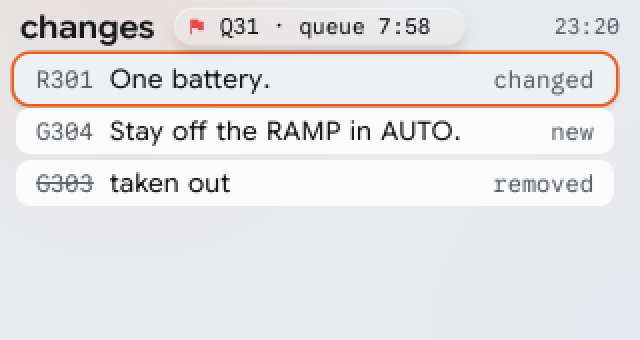 changes Q31 · queue 7:58 23:20
R301 One battery. changed
G304 Stay off the RAMP in AUTO. new
G303 taken out removed